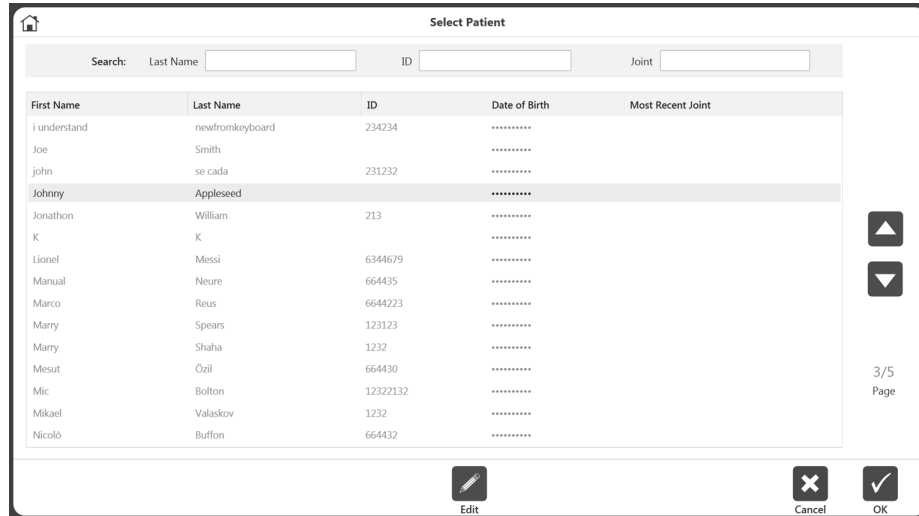 Select Patient
Search: Last Name ID Joint
First Name Last Name ID Date of Birth Most Recent Joint
i understand newfromkeyboard 234234 ••••••••••
Joe Smith ••••••••••
john se cada 231232 ••••••••••
Johnny Appleseed ••••••••••
Jonathon William 213 ••••••••••
K K ••••••••••
Lionel Messi 6344679 ••••••••••
Manual Neure 664435 ••••••••••
Marco Reus 6644223 ••••••••••
Marry Spears 123123 ••••••••••
Marry Shaha 1232 ••••••••••
Mesut Özil 664430 ••••••••••
Mic Bolton 12322132 ••••••••••
Mikael Valaskov 1232 ••••••••••
Nicolò Buffon 664432 ••••••••••
3/5
Page
Edit Cancel OK